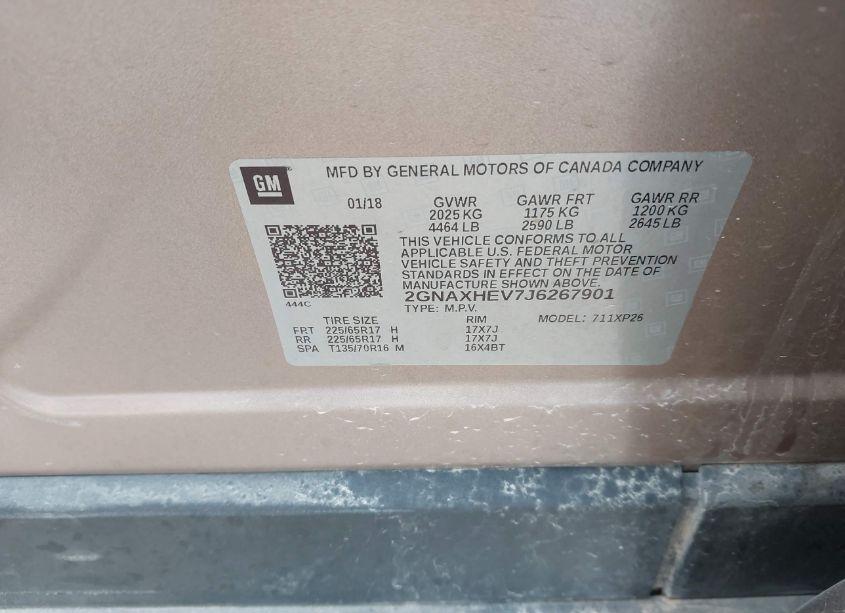 GM
MFD BY GENERAL MOTORS OF CANADA COMPANY
01/18 GVWR GAWR FRT GAWR RR
2025 KG 1175 KG 1200 KG
4464 LB 2590 LB 2645 LB
THIS VEHICLE CONFORMS TO ALL
APPLICABLE U.S. FEDERAL MOTOR
VEHICLE SAFETY AND THEFT PREVENTION
STANDARDS IN EFFECT ON THE DATE OF
MANUFACTURE SHOWN ABOVE.
444C
2GNAXHEV7J6267901
TYPE: M.P.V.
TIRE SIZE RIM MODEL: 711XP26
FRT 225/65R17 H 17X7J
RR 225/65R17 H 17X7J
SPA T135/70R16 M 16X4BT